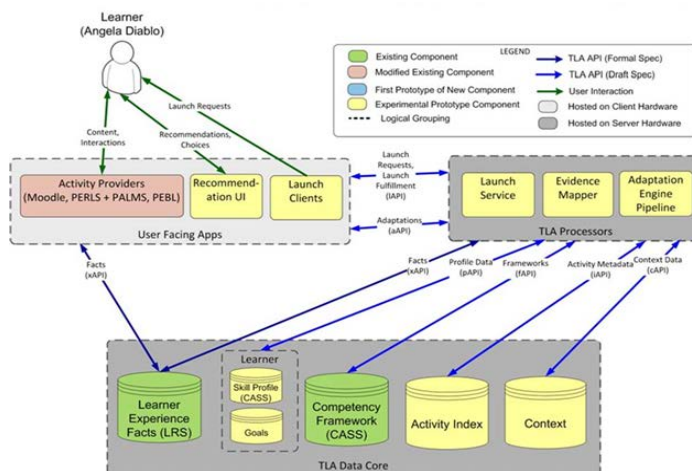 Learner
(Angela Diablo)
LEGEND
Existing Component
Modified Existing Component
First Prototype of New Component
Experimental Prototype Component
Logical Grouping
TLA API (Formal Spec)
TLA API (Draft Spec)
User Interaction
Hosted on Client Hardware
Hosted on Server Hardware
Launch Requests
Content,
Interactions
Recommendations,
Choices
Activity Providers
(Moodle, PERLS + PALMS, PEBL)
Recommend-
ation UI
Launch
Clients
User Facing Apps
Launch
Requests,
Launch
Fulfillment
(lAPI)
Adaptations
(aAPI)
Launch
Service
Evidence
Mapper
Adaptation
Engine
Pipeline
TLA Processors
Facts
(xAPI)
Facts
(xAPI)
Profile Data
(pAPI)
Frameworks
(fAPI)
Activity Metadata
(iAPI)
Context Data
(cAPI)
Learner
Experience
Facts (LRS)
Learner
Skill Profile
(CASS)
Goals
Competency
Framework
(CASS)
Activity Index
Context
TLA Data Core